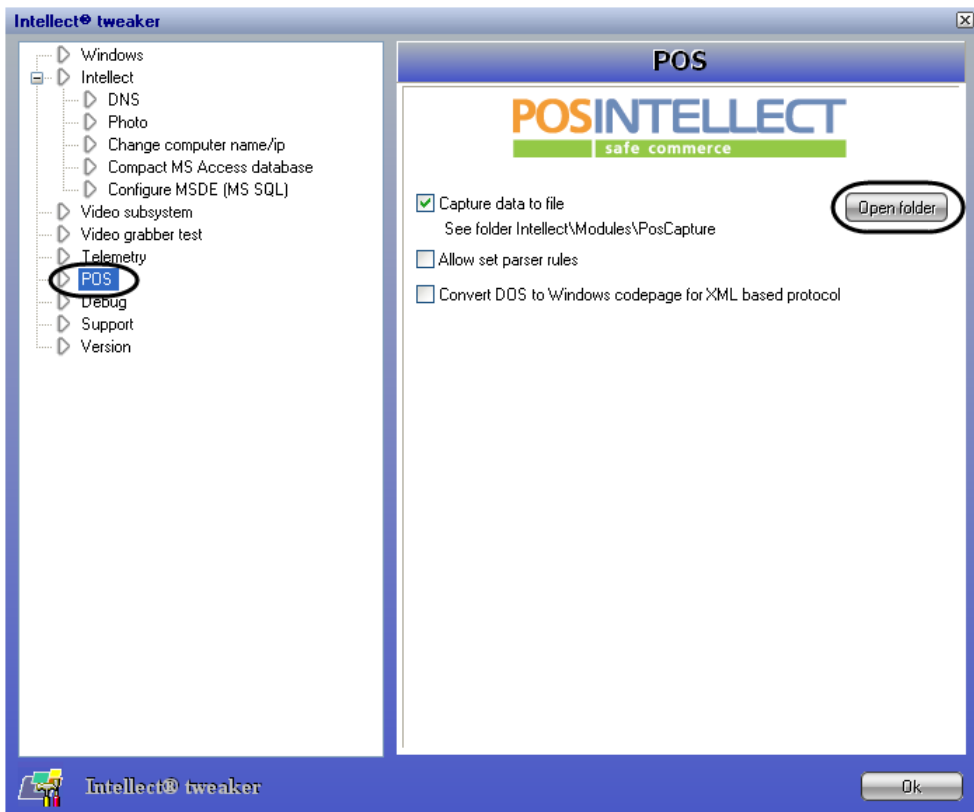 Intellect® tweaker
Windows
Intellect
DNS
Photo
Change computer name/ip
Compact MS Access database
Configure MSDE (MS SQL)
Video subsystem
Video grabber test
Telemetry
POS
Debug
Support
Version
POS
POSINTELLECT
safe commerce
Capture data to file
Open folder
See folder Intellect\Modules\PosCapture
Allow set parser rules
Convert DOS to Windows codepage for XML based protocol
Intellect® tweaker
Ok